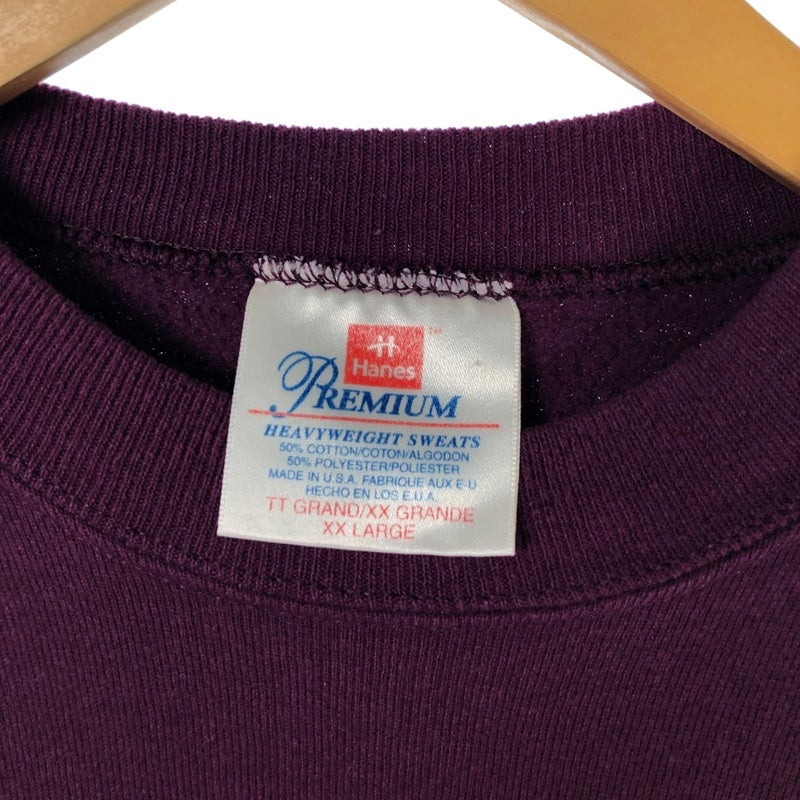 H
™
Hanes
PREMIUM
HEAVYWEIGHT SWEATS
50% COTTON/COTON/ALGODON
50% POLYESTER/POLIESTER
MADE IN U.S.A. FABRIQUE AUX E-U
HECHO EN LOS E.U.A.
TT GRAND/XX GRANDE
XX LARGE